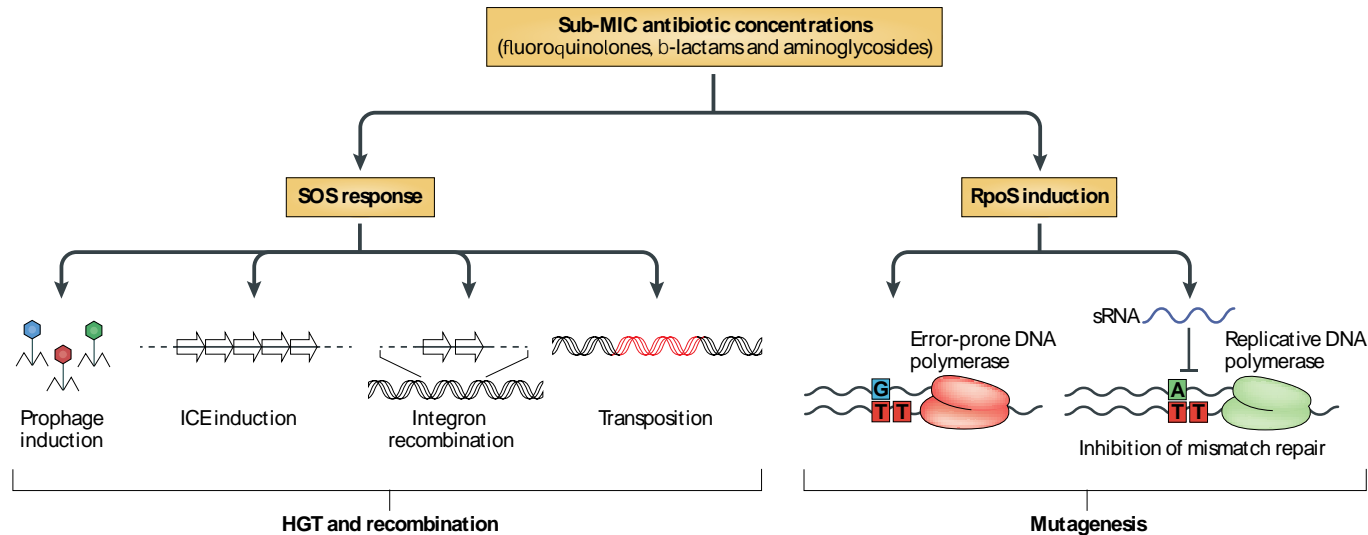 Sub-MIC antibiotic concentrations
(fluoroquinolones, b-lactams and aminoglycosides)
SOS response
RpoS induction
sRNA
Error-prone DNA
polymerase
Replicative DNA
polymerase
G
T T
A
T T
Prophage
induction
ICE induction
Integron
recombination
Transposition
Inhibition of mismatch repair
HGT and recombination
Mutagenesis